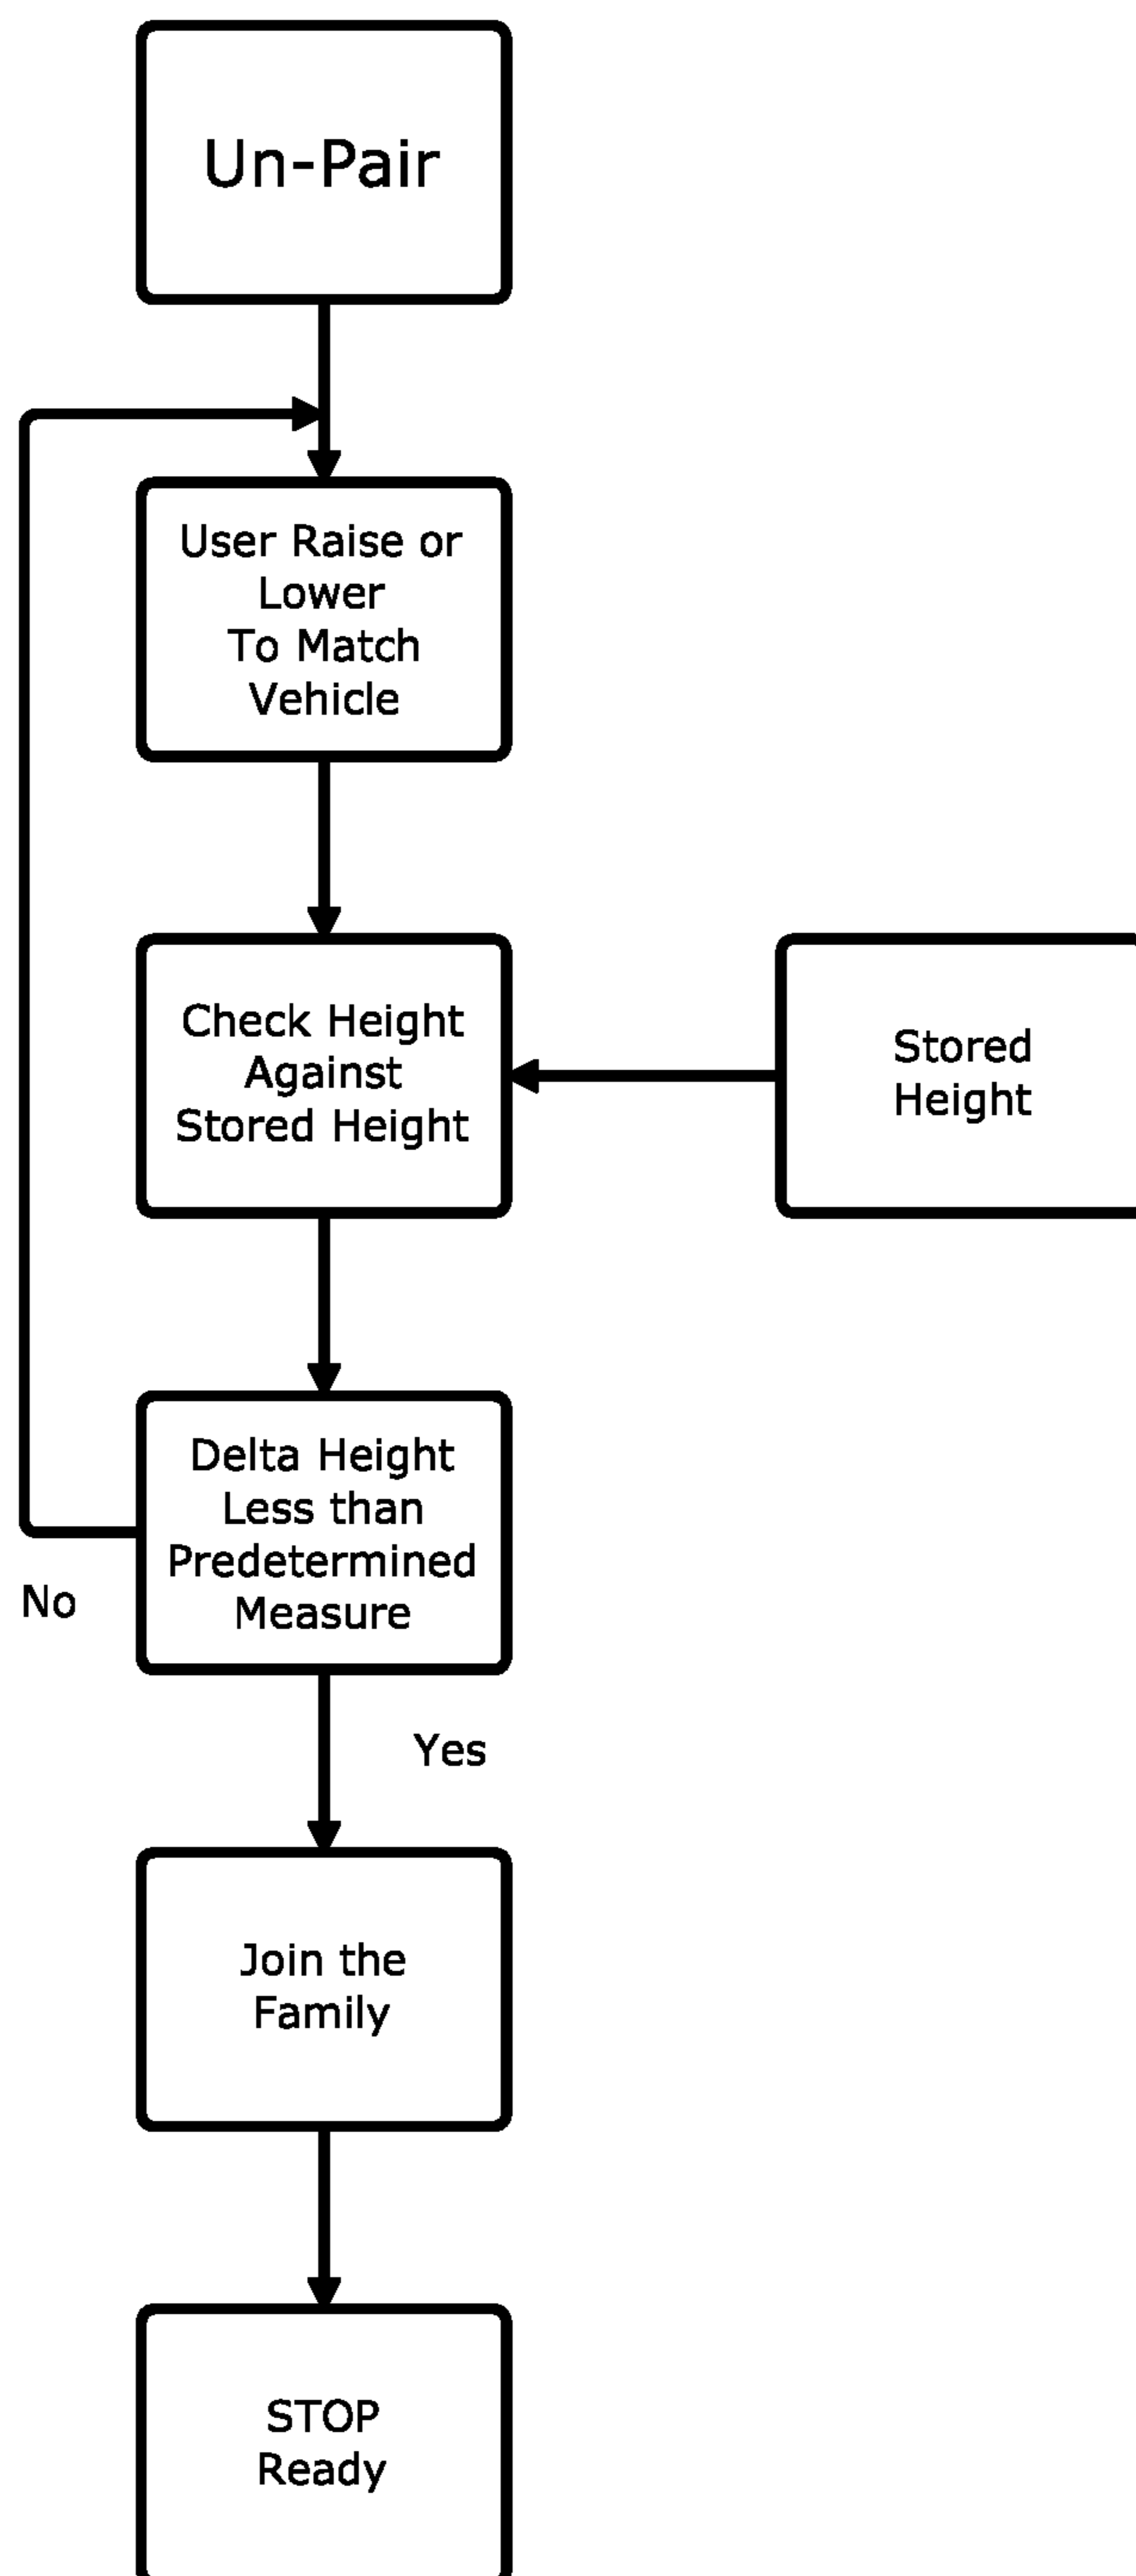 Un-Pair
User Raise or
Lower
To Match
Vehicle
Check Height
Against
Stored Height
Stored
Height
Delta Height
Less than
Predetermined
Measure
No
Yes
Join the
Family
STOP
Ready